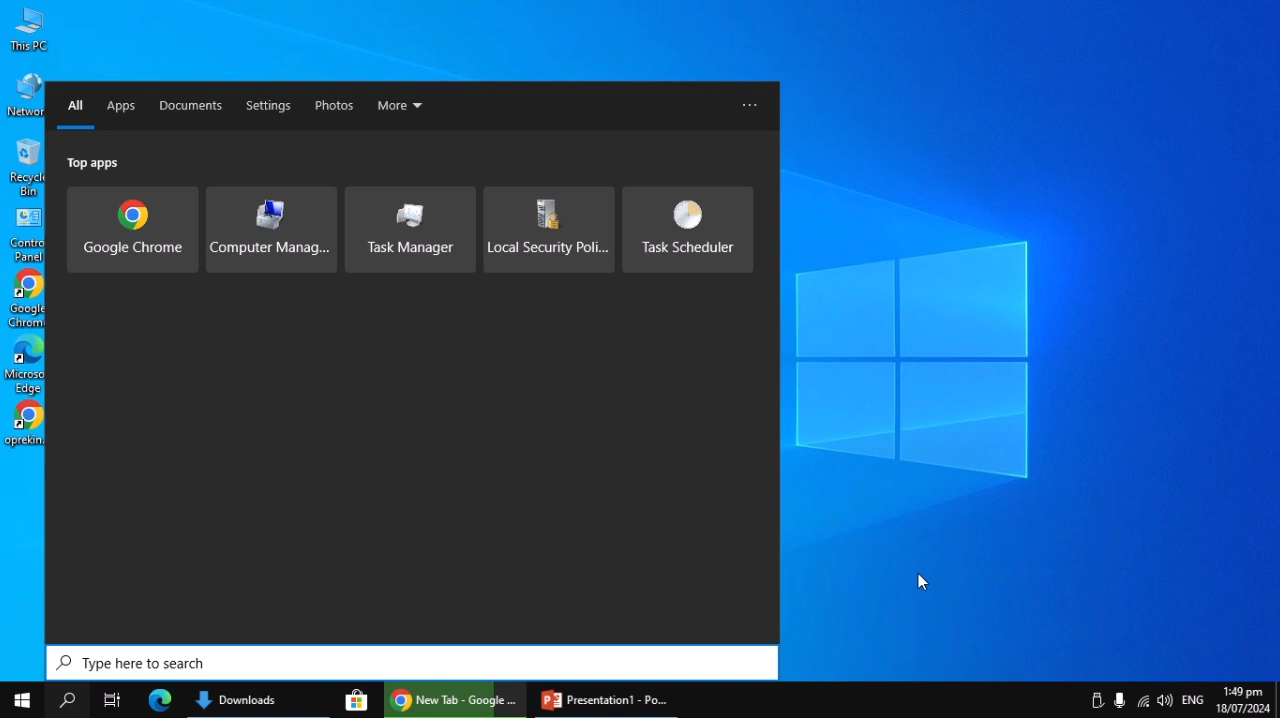 This PC
Networ
Recycle
Bin
Control
Panel
Google
Chrome
Microso
Edge
oprekin.
All
Apps
Documents
Settings
Photos
More
...
Top apps
Google Chrome
Computer Manag...
Task Manager
Local Security Poli...
Task Scheduler
Type here to search
Downloads
New Tab - Google ...
Presentation1 - Po...
ENG
1:49 pm
18/07/2024